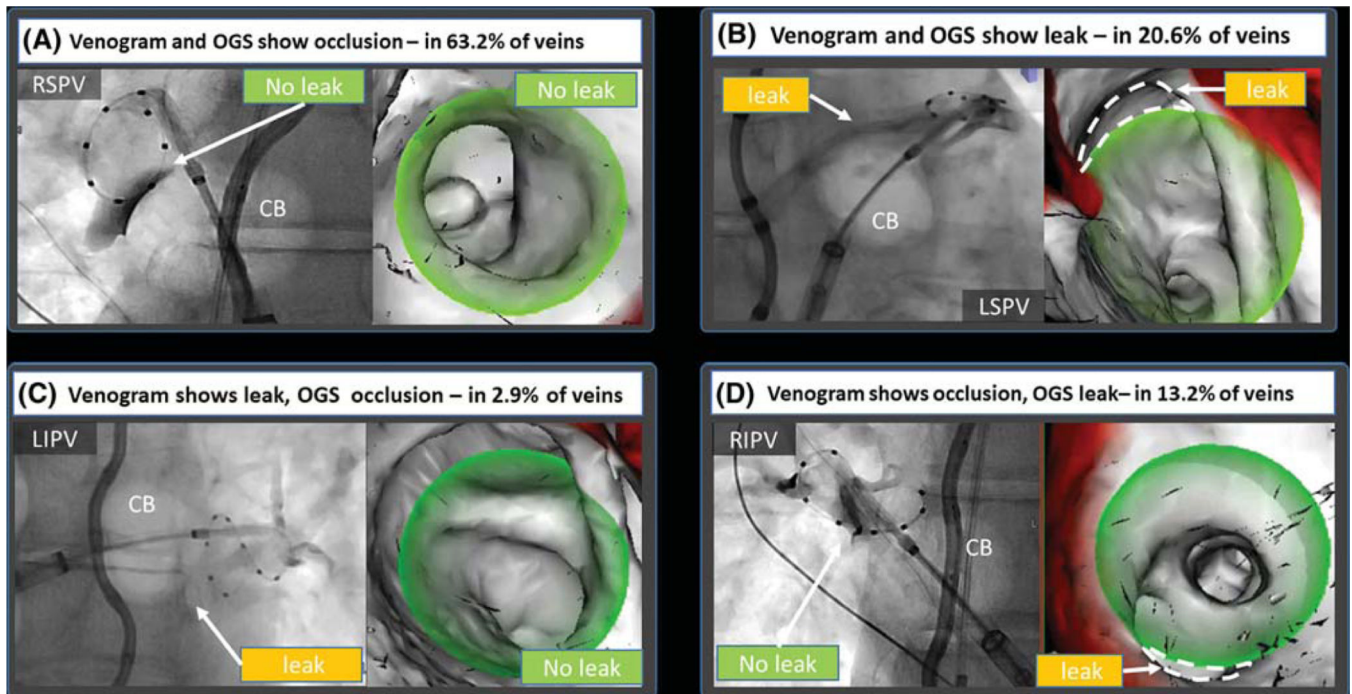 (A) Venogram and OGS show occlusion – in 63.2% of veins
RSPV
No leak
No leak
CB
(B) Venogram and OGS show leak – in 20.6% of veins
leak
leak
CB
LSPV
(C) Venogram shows leak, OGS occlusion – in 2.9% of veins
LIPV
CB
leak
No leak
(D) Venogram shows occlusion, OGS leak– in 13.2% of veins
RIPV
CB
No leak
leak